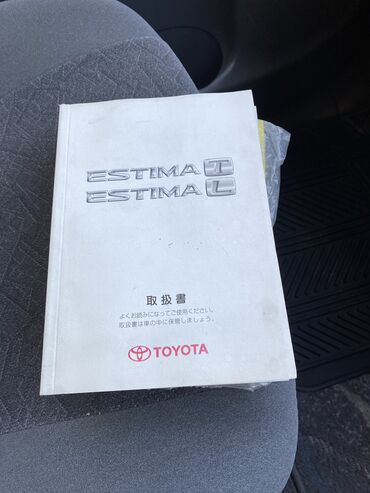 ESTIMA T
ESTIMA L
取扱書
よくお読みになってご使用ください。
取扱書は車の中に保管しましょう。
TOYOTA